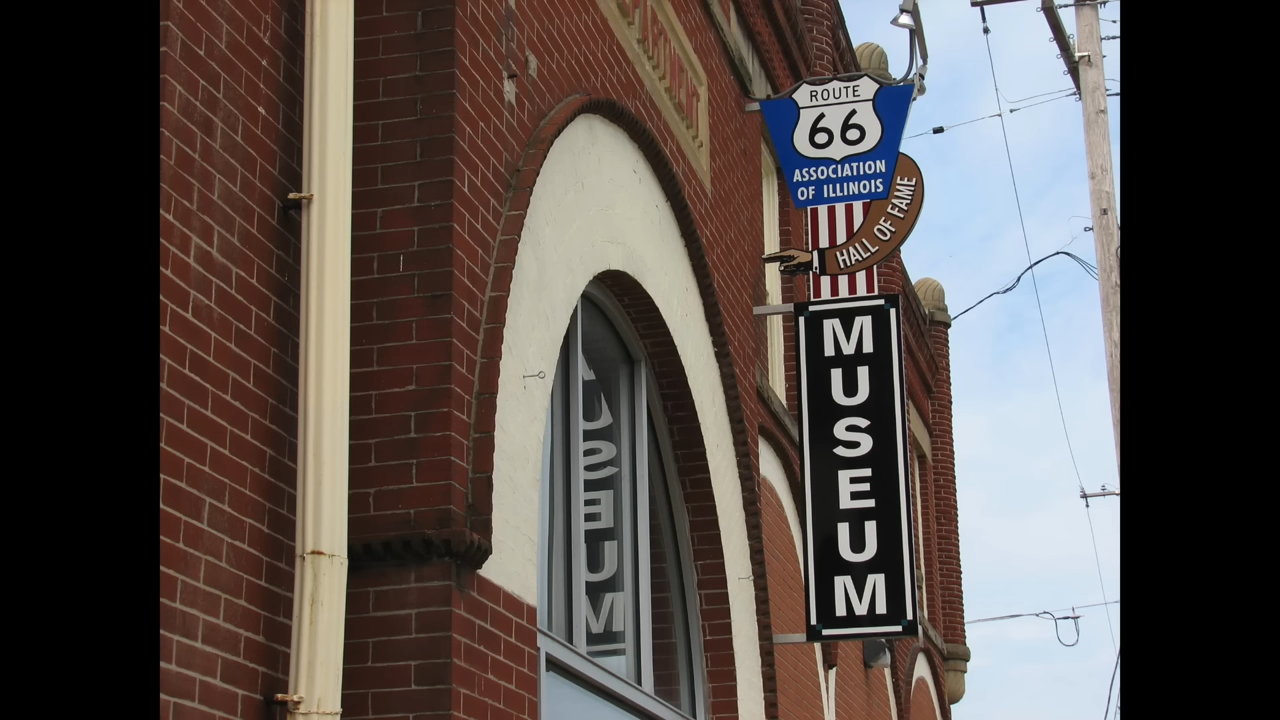 ROUTE
66
ASSOCIATION
OF ILLINOIS
HALL OF FAME
MUSEUM